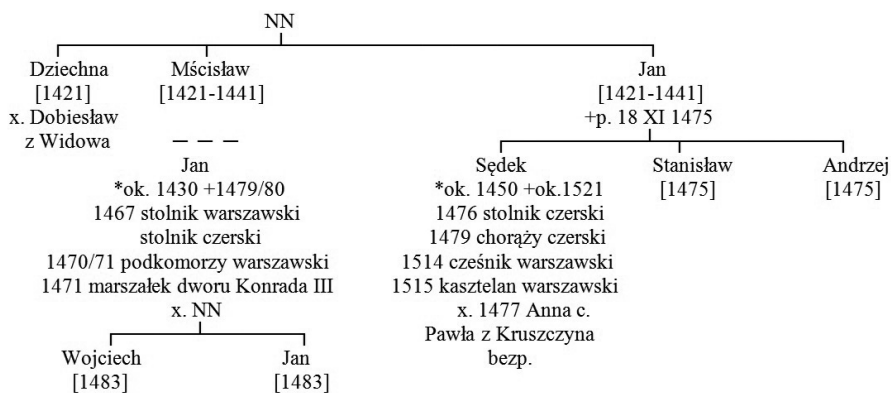 NN
Dziechna
[1421]
x. Dobiesław
z Widowa
Mścisław
[1421-1441]
Jan
[1421-1441]
+p. 18 XI 1475
Jan
*ok. 1430 +1479/80
1467 stolnik warszawski
stolnik czerski
1470/71 podkomorzy warszawski
1471 marszałek dworu Konrada III
x. NN
Sędek
*ok. 1450 +ok.1521
1476 stolnik czerski
1479 chorąży czerski
1514 cześnik warszawski
1515 kasztelan warszawski
x. 1477 Anna c.
Pawła z Kruszczyna
bezp.
Stanisław
[1475]
Andrzej
[1475]
Wojciech
[1483]
Jan
[1483]